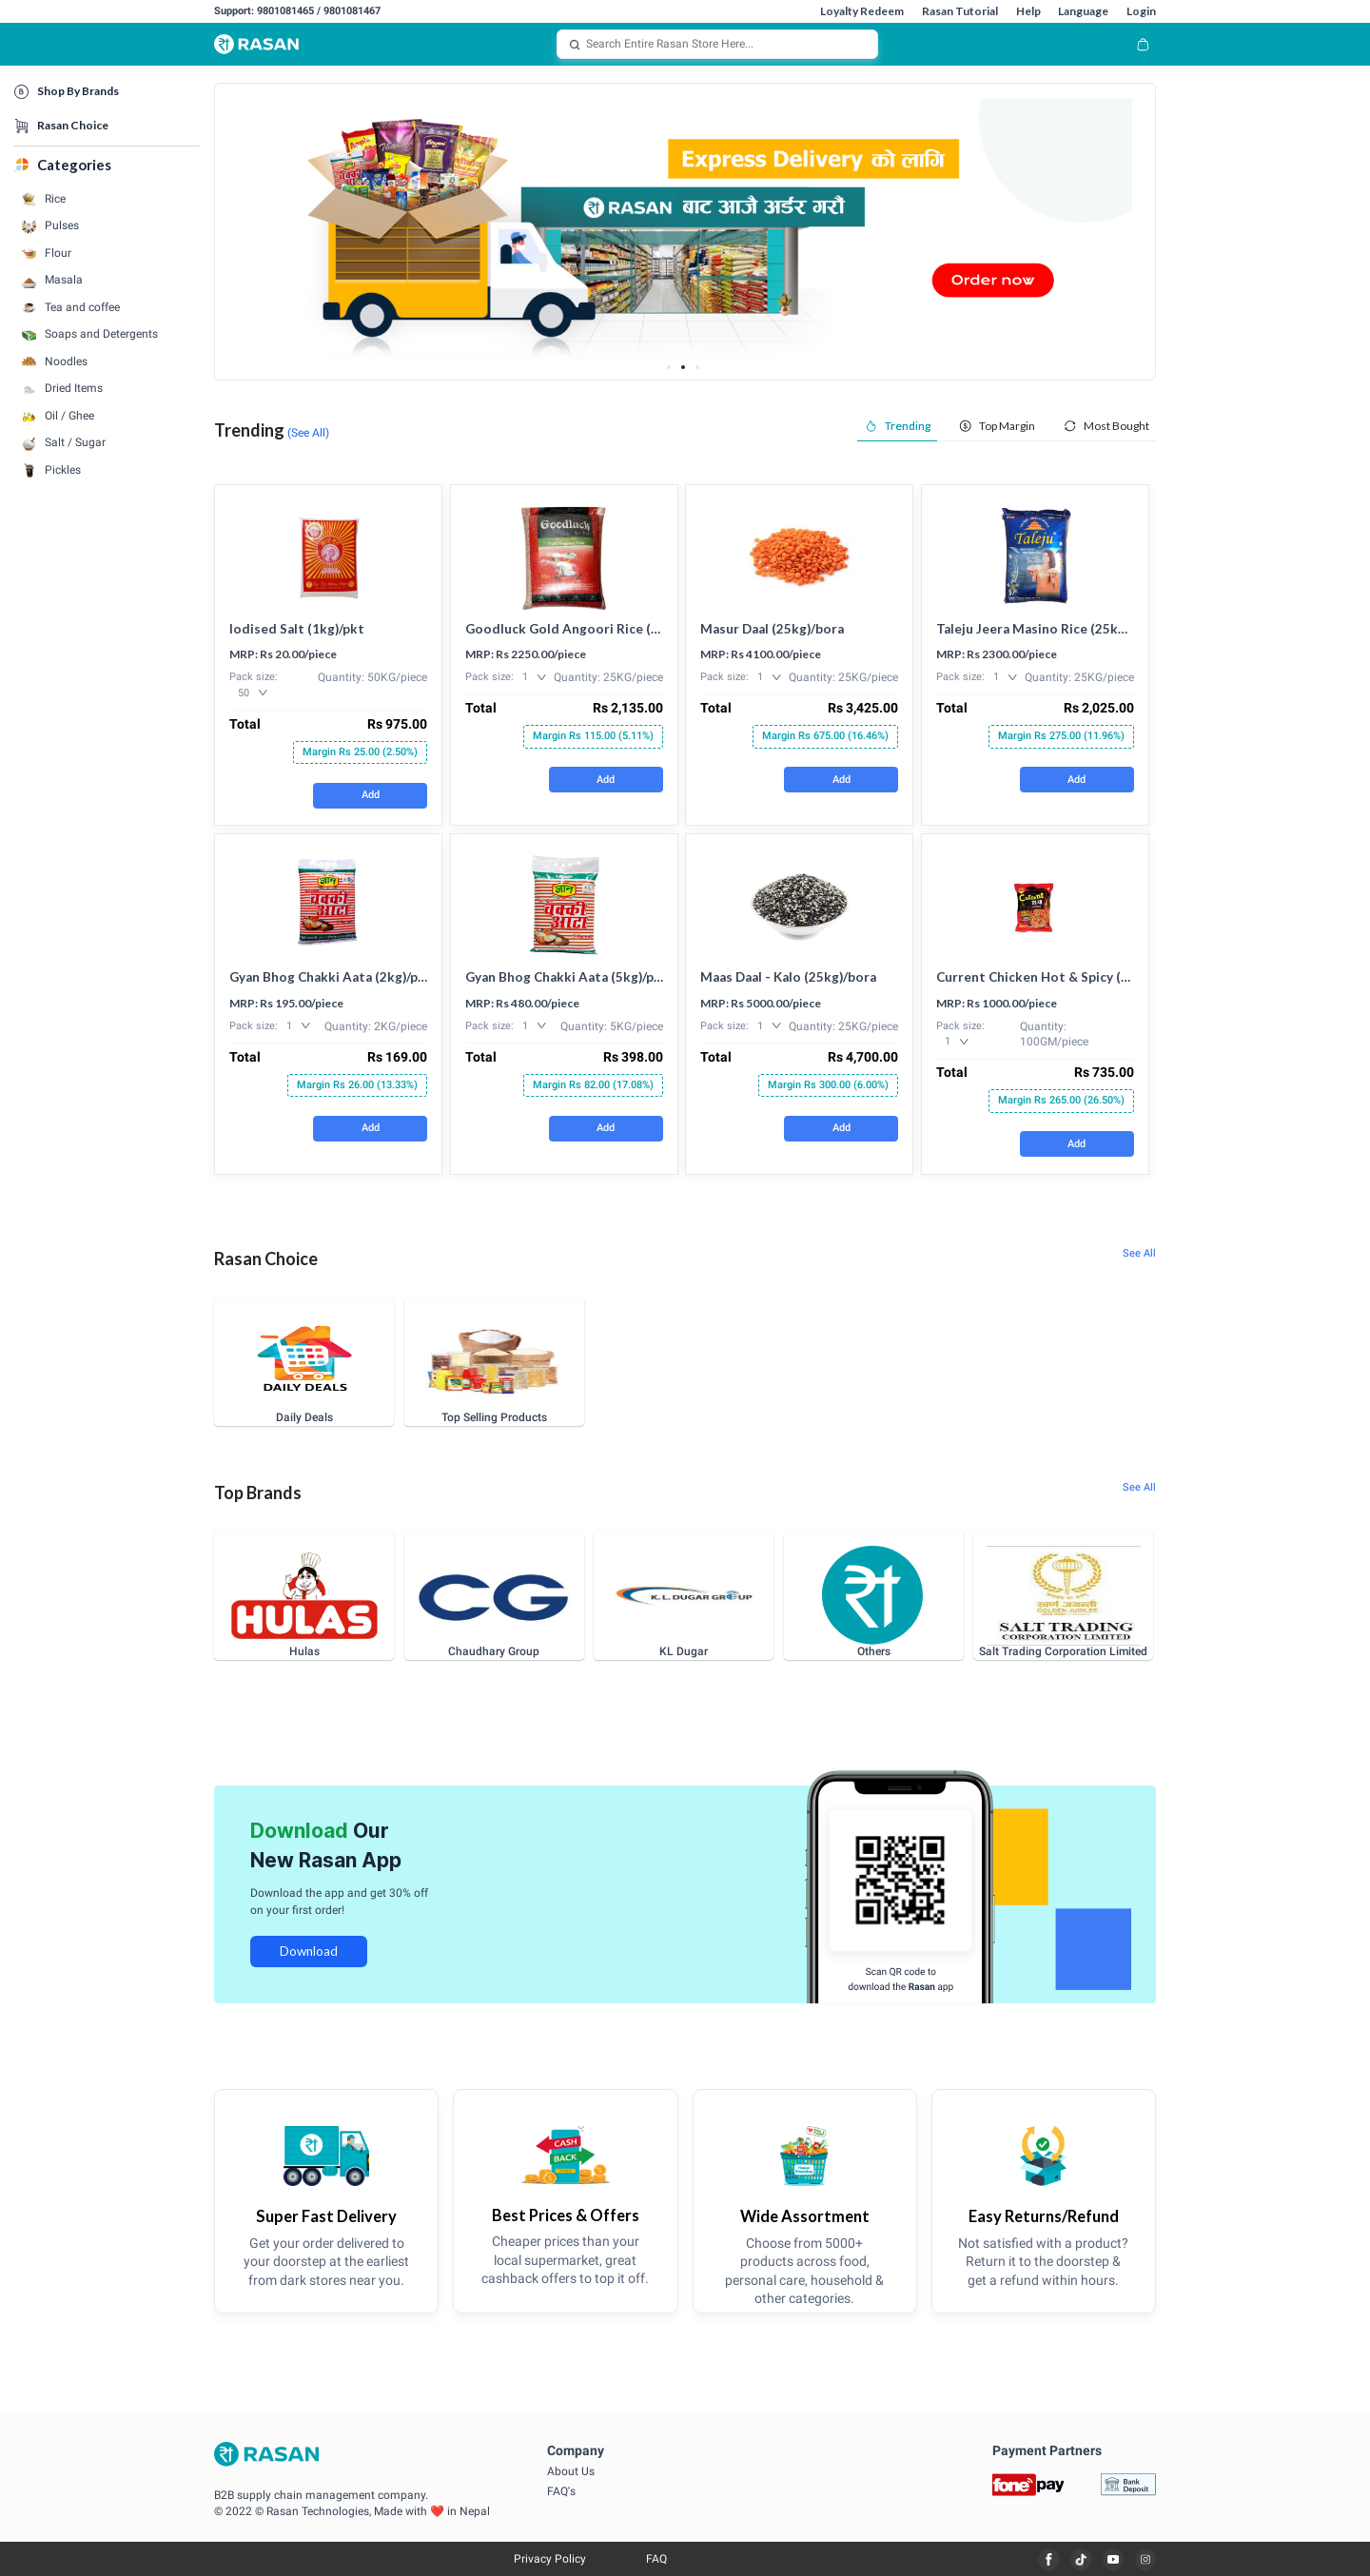 Support: 9801081465 / 9801081467
Loyalty Redeem Rasan Tutorial Help Language Login
RASAN
Search Entire Rasan Store Here...
Shop By Brands
Rasan Choice
Categories
Rice
Pulses
Flour
Masala
Tea and coffee
Soaps and Detergents
Noodles
Dried Items
Oil / Ghee
Salt / Sugar
Pickles
Express Delivery को लागि
रा RASAN बाट आजै अर्डर गरौं
Order now
Trending (See All)
Trending Top Margin Most Bought
Iodised Salt (1kg)/pkt
MRP: Rs 20.00/piece
Pack size: 50 Quantity: 50KG/piece
Total Rs 975.00
Margin Rs 25.00 (2.50%)
Add
Goodluck
Goodluck Gold Angoori Rice (...
MRP: Rs 2250.00/piece
Pack size: 1 Quantity: 25KG/piece
Total Rs 2,135.00
Margin Rs 115.00 (5.11%)
Add
Masur Daal (25kg)/bora
MRP: Rs 4100.00/piece
Pack size: 1 Quantity: 25KG/piece
Total Rs 3,425.00
Margin Rs 675.00 (16.46%)
Add
Taleju
Taleju Jeera Masino Rice (25k...
MRP: Rs 2300.00/piece
Pack size: 1 Quantity: 25KG/piece
Total Rs 2,025.00
Margin Rs 275.00 (11.96%)
Add
ज्ञान
चक्की
आटा
Gyan Bhog Chakki Aata (2kg)/p...
MRP: Rs 195.00/piece
Pack size: 1 Quantity: 2KG/piece
Total Rs 169.00
Margin Rs 26.00 (13.33%)
Add
ज्ञान
चक्की
आटा
Gyan Bhog Chakki Aata (5kg)/p...
MRP: Rs 480.00/piece
Pack size: 1 Quantity: 5KG/piece
Total Rs 398.00
Margin Rs 82.00 (17.08%)
Add
Maas Daal - Kalo (25kg)/bora
MRP: Rs 5000.00/piece
Pack size: 1 Quantity: 25KG/piece
Total Rs 4,700.00
Margin Rs 300.00 (6.00%)
Add
Current
Current Chicken Hot & Spicy (...
MRP: Rs 1000.00/piece
Pack size: 1 Quantity: 100GM/piece
Total Rs 735.00
Margin Rs 265.00 (26.50%)
Add
Rasan Choice
See All
DAILY DEALS
Daily Deals
Top Selling Products
Top Brands
See All
HULAS
Hulas
CG
Chaudhary Group
K.L.DUGAR GROUP
KL Dugar
रा
Others
स्वर्ण जयन्ती
GOLDEN JUBILEE
SALT TRADING
CORPORATION LIMITED
Salt Trading Corporation Limited
Download Our
New Rasan App
Download the app and get 30% off
on your first order!
Download
Scan QR code to
download the Rasan app
Super Fast Delivery
Get your order delivered to
your doorstep at the earliest
from dark stores near you.
CASH
BACK
Best Prices & Offers
Cheaper prices than your
local supermarket, great
cashback offers to top it off.
Wide Assortment
Choose from 5000+
products across food,
personal care, household &
other categories.
Easy Returns/Refund
Not satisfied with a product?
Return it to the doorstep &
get a refund within hours.
रा RASAN
B2B supply chain management company.
© 2022 © Rasan Technologies, Made with ❤️ in Nepal
Company
About Us
FAQ's
Payment Partners
fonepay
Bank
Deposit
Privacy Policy FAQ